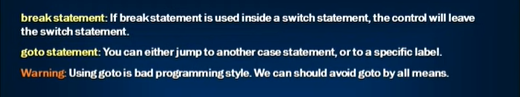 break statement: If break statement is used inside a switch statement, the control will leave
the switch statement.
goto statement: You can either jump to another case statement, or to a specific label.
Warning: Using goto is bad programming style. We can should avoid goto by all means.